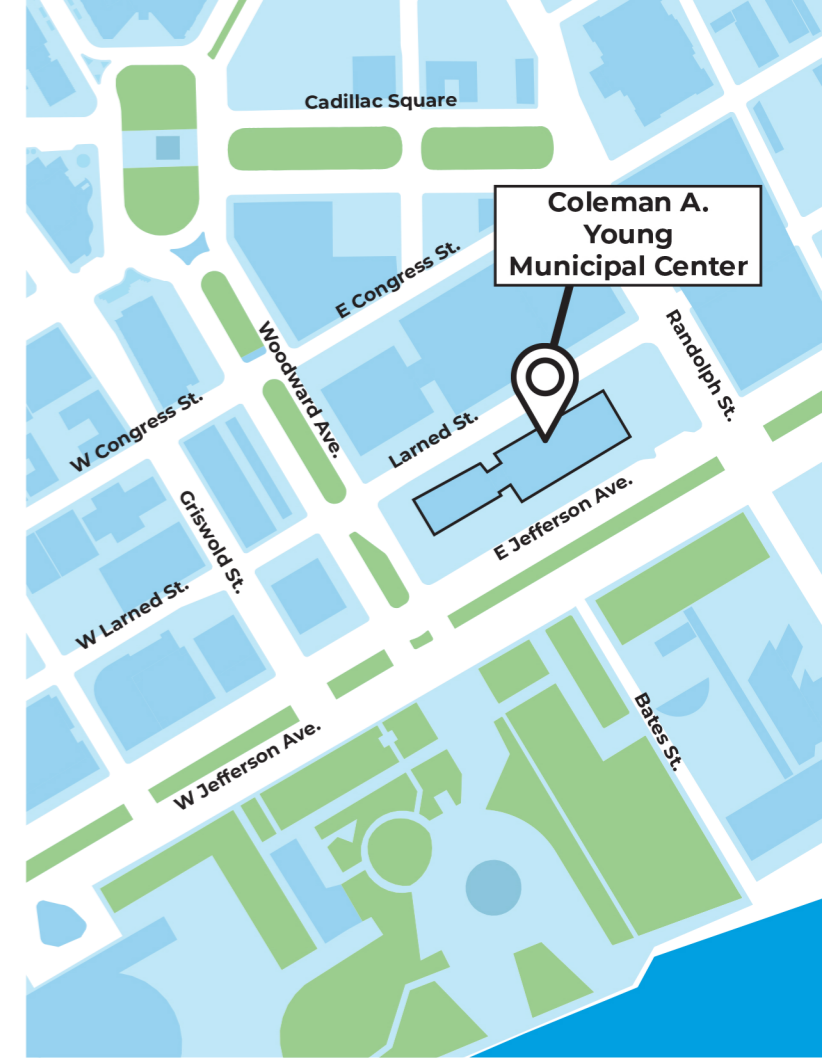 Cadillac Square
Coleman A.
Young
Municipal Center
E Congress St.
Woodward Ave.
Randolph St.
W Congress St.
Larned St.
Griswold St.
E Jefferson Ave.
W Larned St.
Bates St.
W Jefferson Ave.